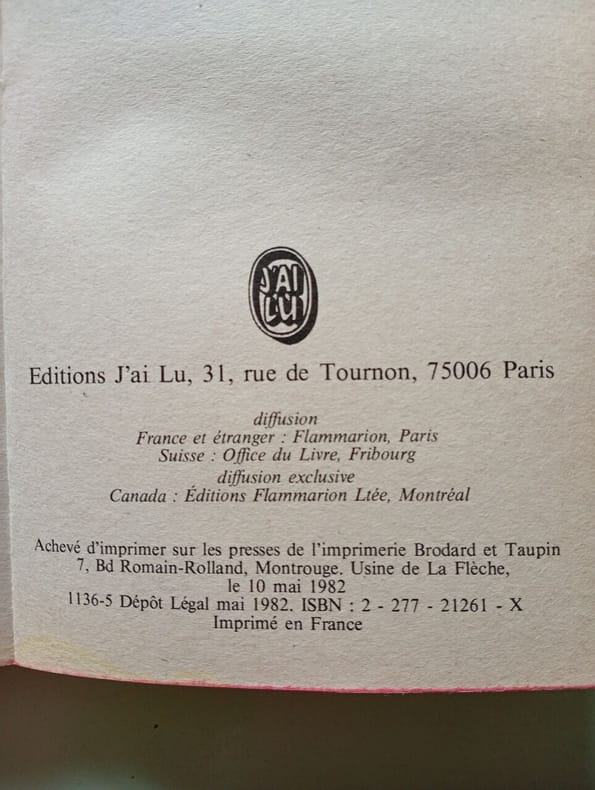 J'AI
LU
Editions J'ai Lu, 31, rue de Tournon, 75006 Paris
diffusion
France et étranger : Flammarion, Paris
Suisse : Office du Livre, Fribourg
diffusion exclusive
Canada : Éditions Flammarion Ltée, Montréal
Achevé d'imprimer sur les presses de l'imprimerie Brodard et Taupin
7, Bd Romain-Rolland, Montrouge. Usine de La Flèche,
le 10 mai 1982
1136-5 Dépôt Légal mai 1982. ISBN : 2 - 277 - 21261 - X
Imprimé en France